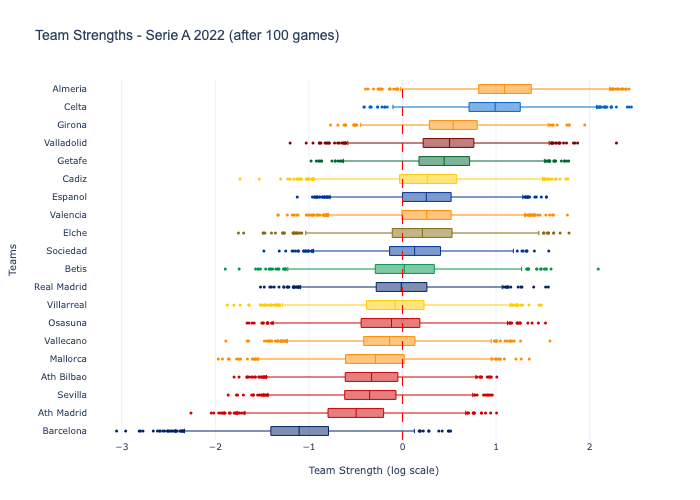 Team Strengths - Serie A 2022 (after 100 games)
Almeria
Celta
Girona
Valladolid
Getafe
Cadiz
Espanol
Valencia
Elche
Sociedad
Betis
Real Madrid
Villarreal
Osasuna
Vallecano
Mallorca
Ath Bilbao
Sevilla
Ath Madrid
Barcelona
Teams
−3 −2 −1 0 1 2
Team Strength (log scale)